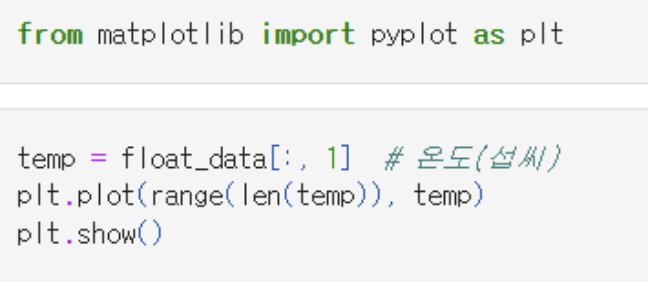 from matplotlib import pyplot as plt
temp = float_data[:, 1]  # 온도(섭씨)
plt.plot(range(len(temp)), temp)
plt.show()